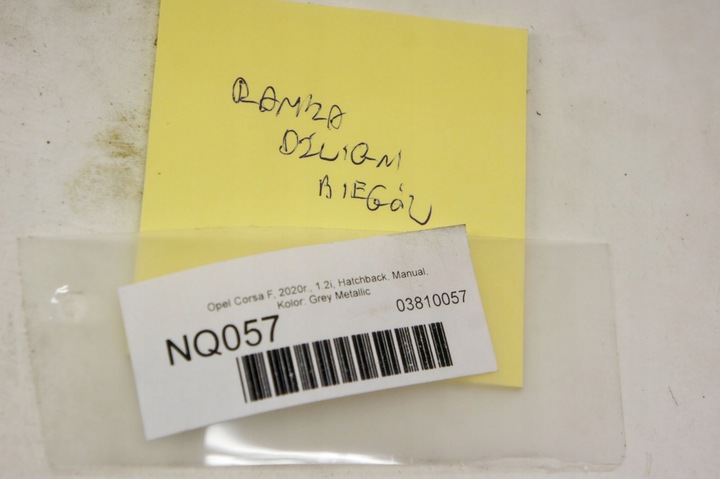 RAMKA
DŹWIGNI
BIEGÓW
Opel Corsa F, 2020r., 1.2i, Hatchback, Manual,
Kolor: Grey Metallic
03810057
NQ057